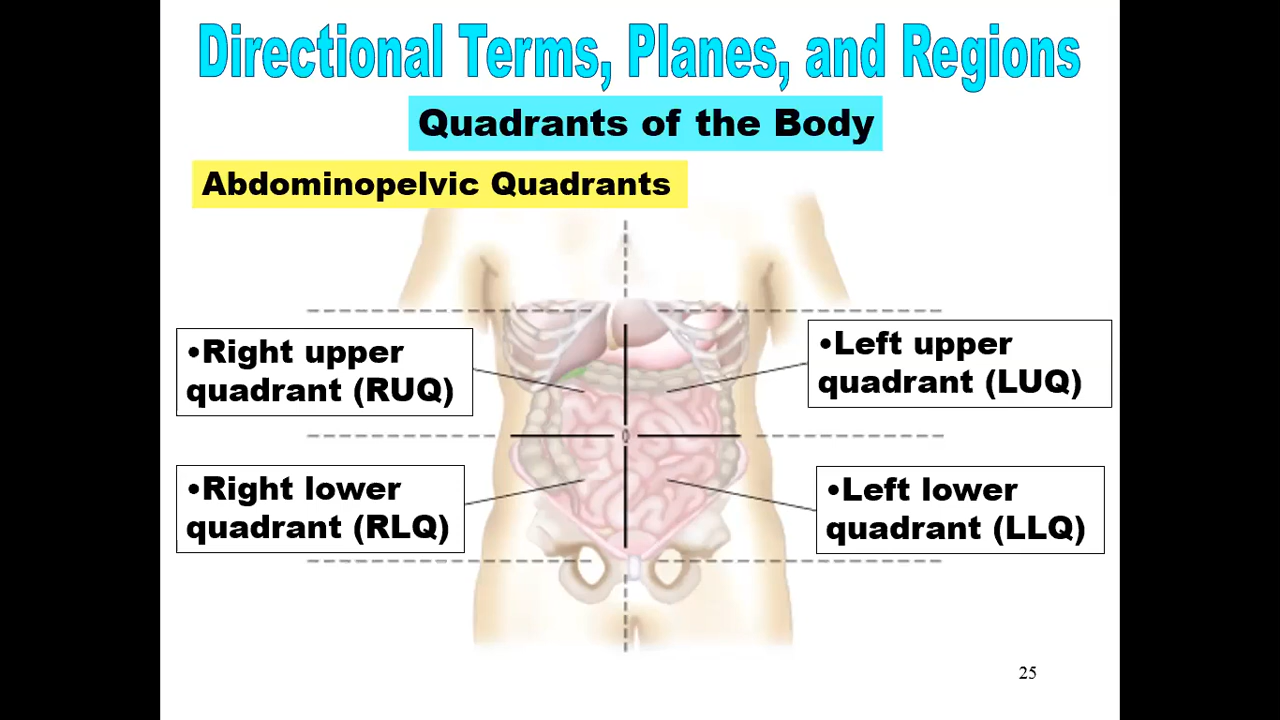 Directional Terms, Planes, and Regions
Quadrants of the Body
Abdominopelvic Quadrants
•Right upper
quadrant (RUQ)
•Left upper
quadrant (LUQ)
•Right lower
quadrant (RLQ)
•Left lower
quadrant (LLQ)
25